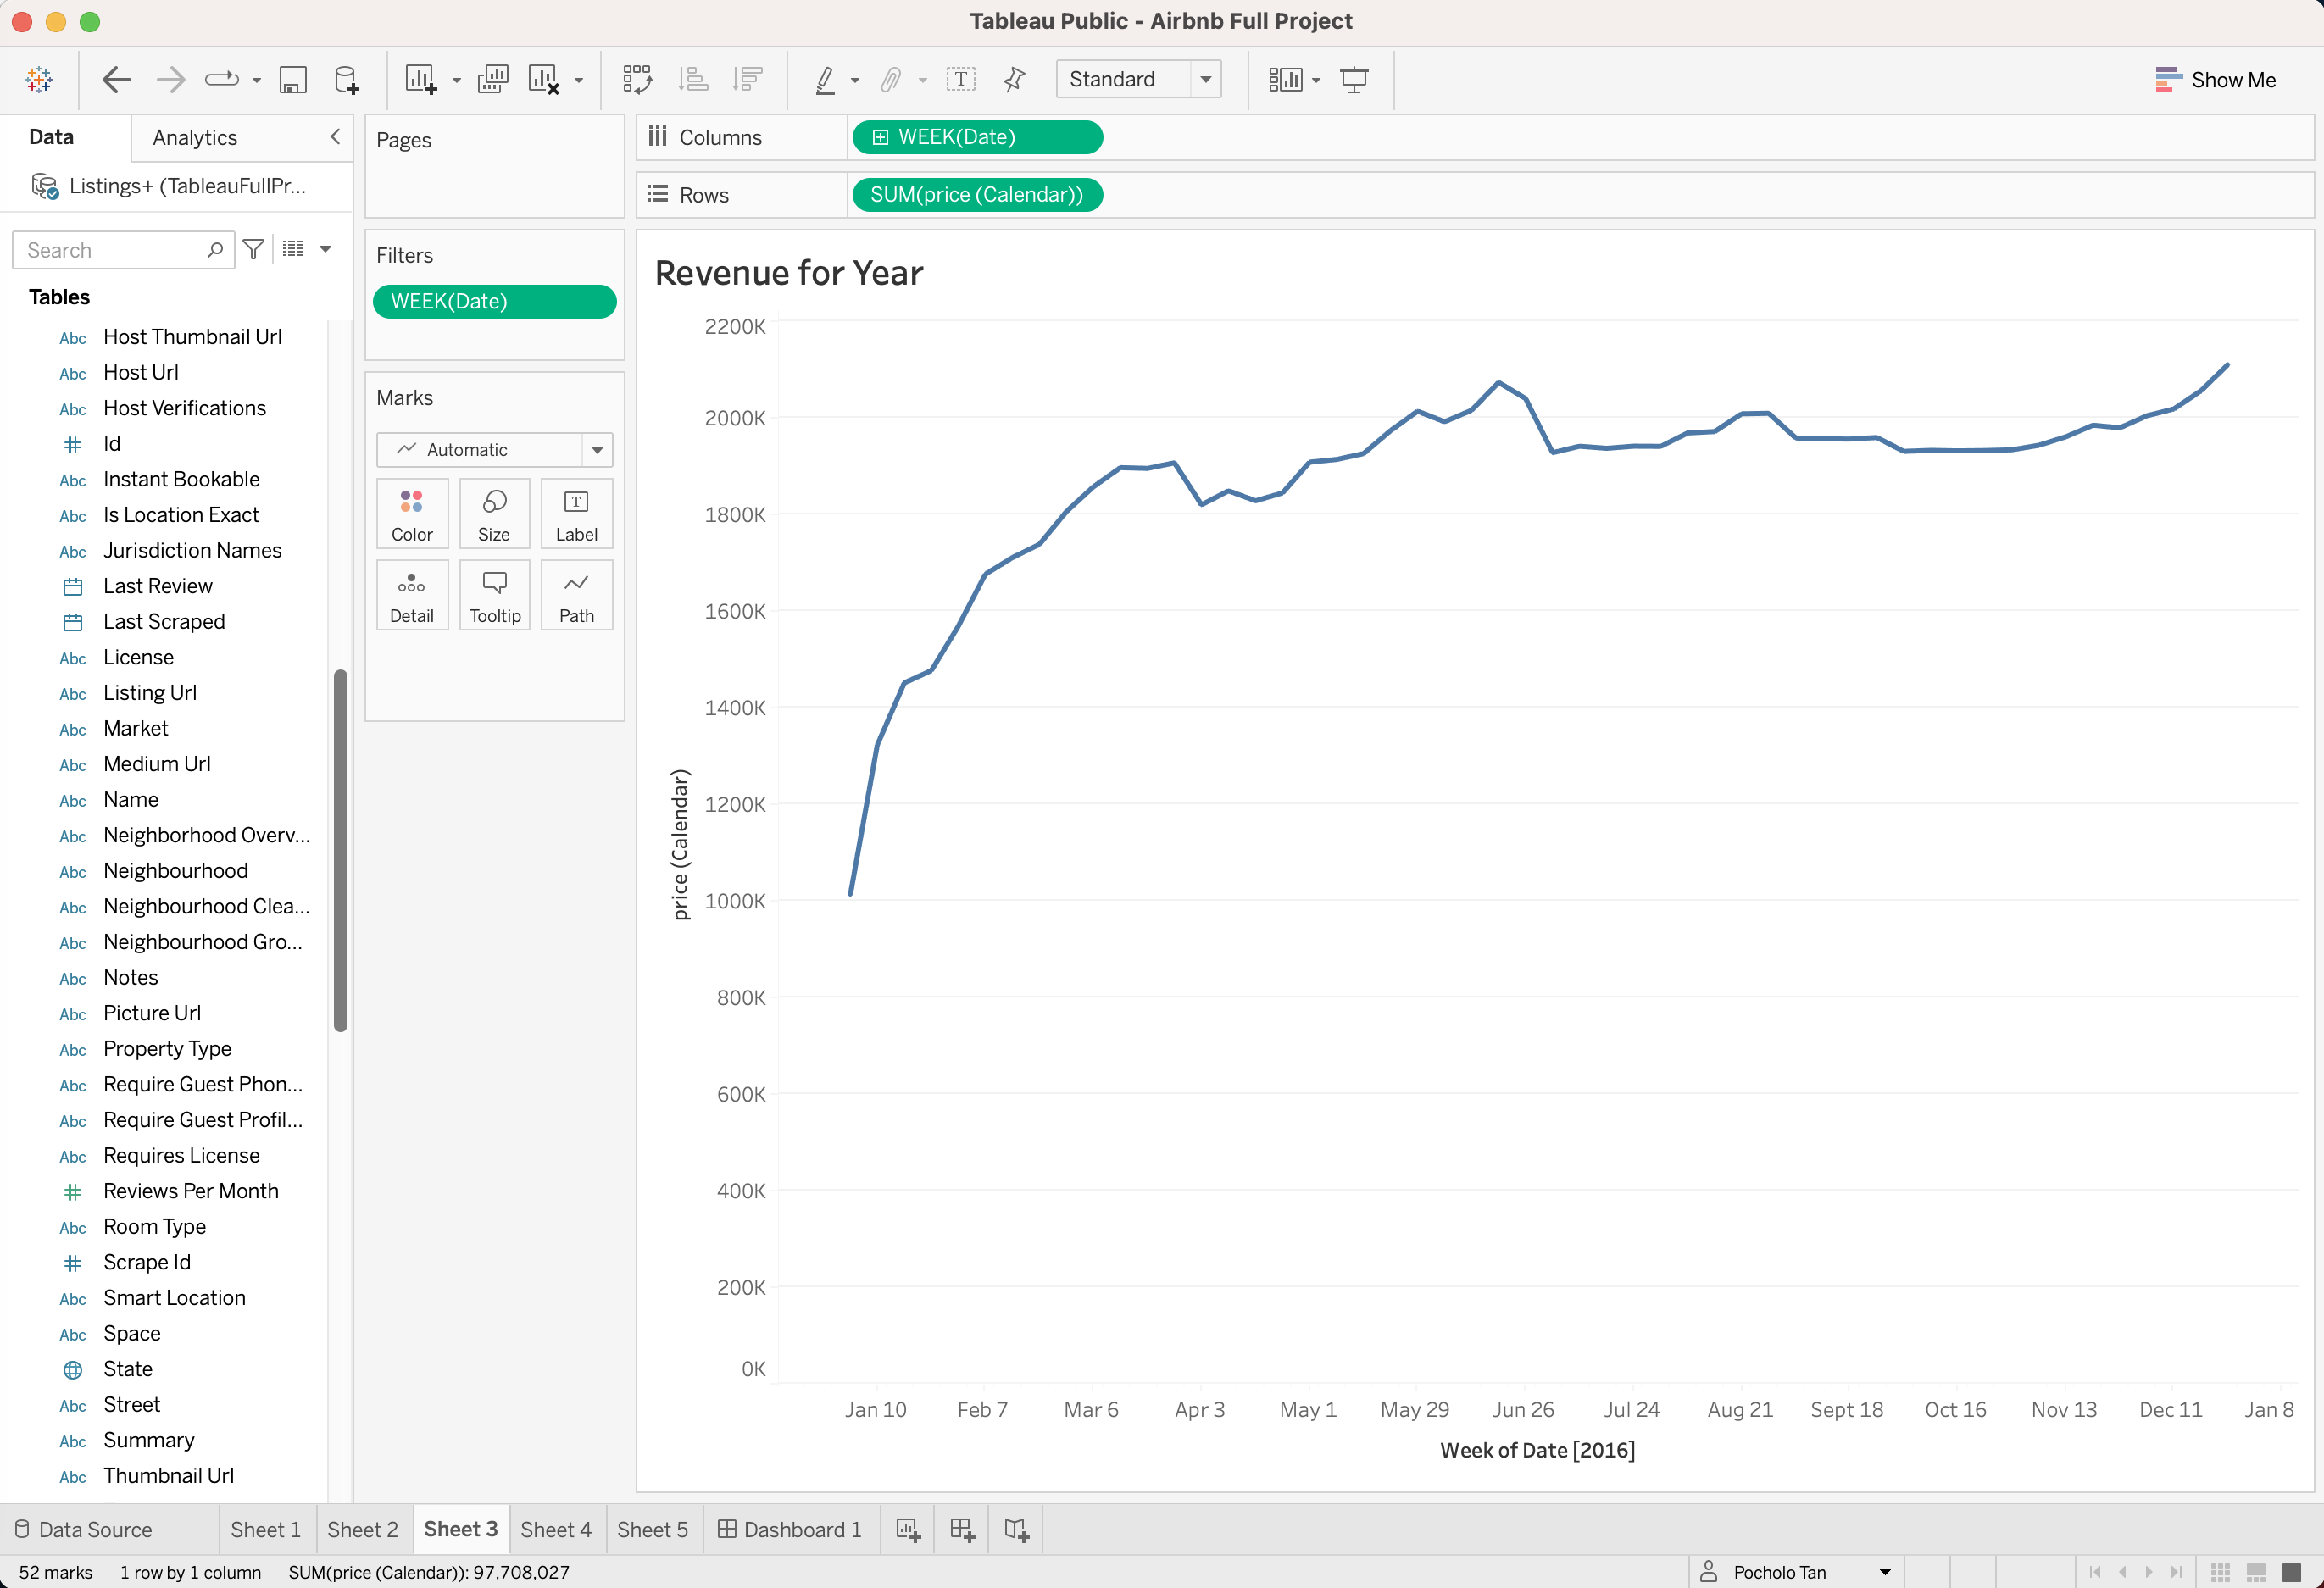 Tableau Public - Airbnb Full Project
Standard
Show Me
Data
Analytics
Listings+ (TableauFullPr...
Search
Tables
Abc Host Thumbnail Url
Abc Host Url
Abc Host Verifications
# Id
Abc Instant Bookable
Abc Is Location Exact
Abc Jurisdiction Names
Last Review
Last Scraped
Abc License
Abc Listing Url
Abc Market
Abc Medium Url
Abc Name
Abc Neighborhood Overv...
Abc Neighbourhood
Abc Neighbourhood Clea...
Abc Neighbourhood Gro...
Abc Notes
Abc Picture Url
Abc Property Type
Abc Require Guest Phon...
Abc Require Guest Profil...
Abc Requires License
# Reviews Per Month
Abc Room Type
# Scrape Id
Abc Smart Location
Abc Space
State
Abc Street
Abc Summary
Abc Thumbnail Url
Pages
Filters
WEEK(Date)
Marks
Automatic
Color
Size
T
Label
Detail
Tooltip
Path
Columns
WEEK(Date)
Rows
SUM(price (Calendar))
Revenue for Year
2200K
2000K
1800K
1600K
1400K
1200K
1000K
800K
600K
400K
200K
0K
price (Calendar)
Jan 10 Feb 7 Mar 6 Apr 3 May 1 May 29 Jun 26 Jul 24 Aug 21 Sept 18 Oct 16 Nov 13 Dec 11 Jan 8
Week of Date [2016]
Data Source
Sheet 1
Sheet 2
Sheet 3
Sheet 4
Sheet 5
Dashboard 1
52 marks
1 row by 1 column
SUM(price (Calendar)): 97,708,027
Pocholo Tan